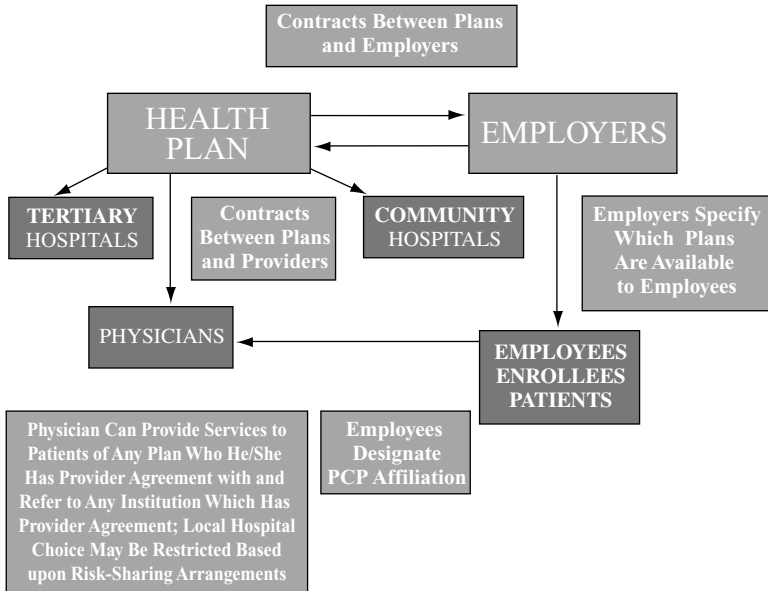 Contracts Between Plans
and Employers
HEALTH
PLAN
EMPLOYERS
TERTIARY
HOSPITALS
Contracts
Between Plans
and Providers
COMMUNITY
HOSPITALS
Employers Specify
Which Plans
Are Available
to Employees
PHYSICIANS
EMPLOYEES
ENROLLEES
PATIENTS
Physician Can Provide Services to
Patients of Any Plan Who He/She
Has Provider Agreement with and
Refer to Any Institution Which Has
Provider Agreement; Local Hospital
Choice May Be Restricted Based
upon Risk-Sharing Arrangements
Employees
Designate
PCP Affiliation